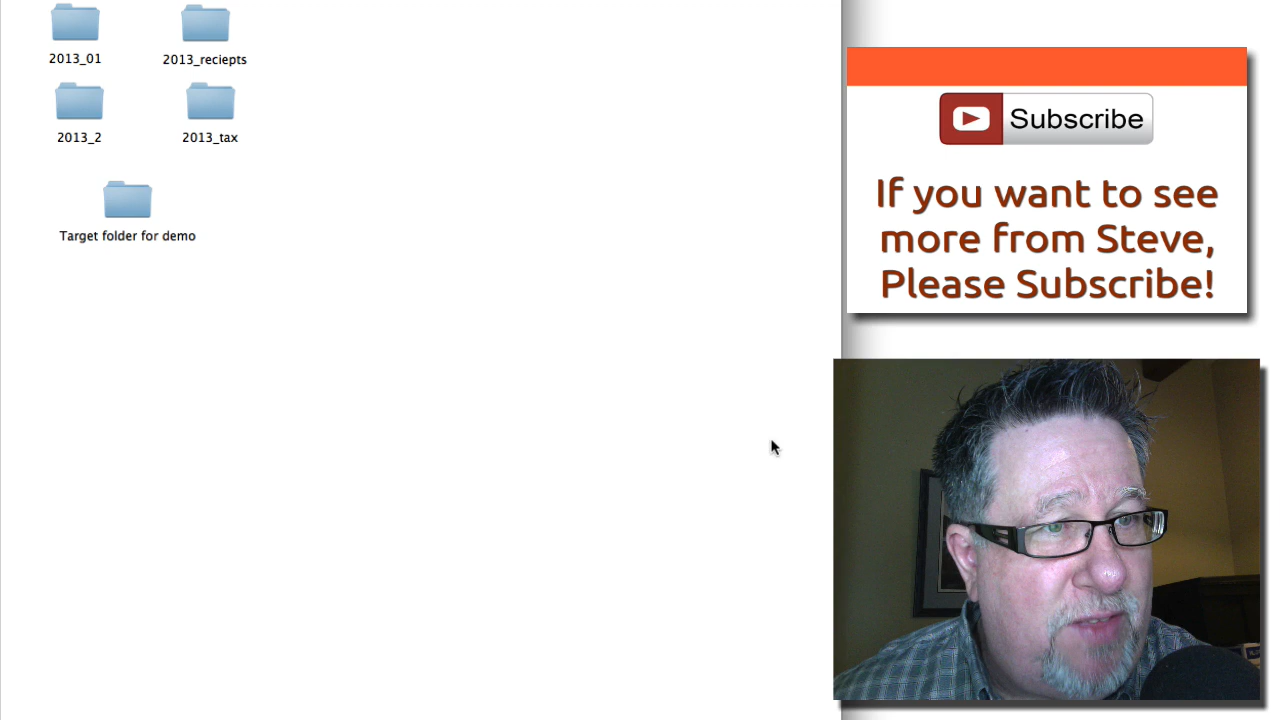 2013_01
2013_reciepts
2013_2
2013_tax
Target folder for demo
Subscribe
If you want to see
more from Steve,
Please Subscribe!